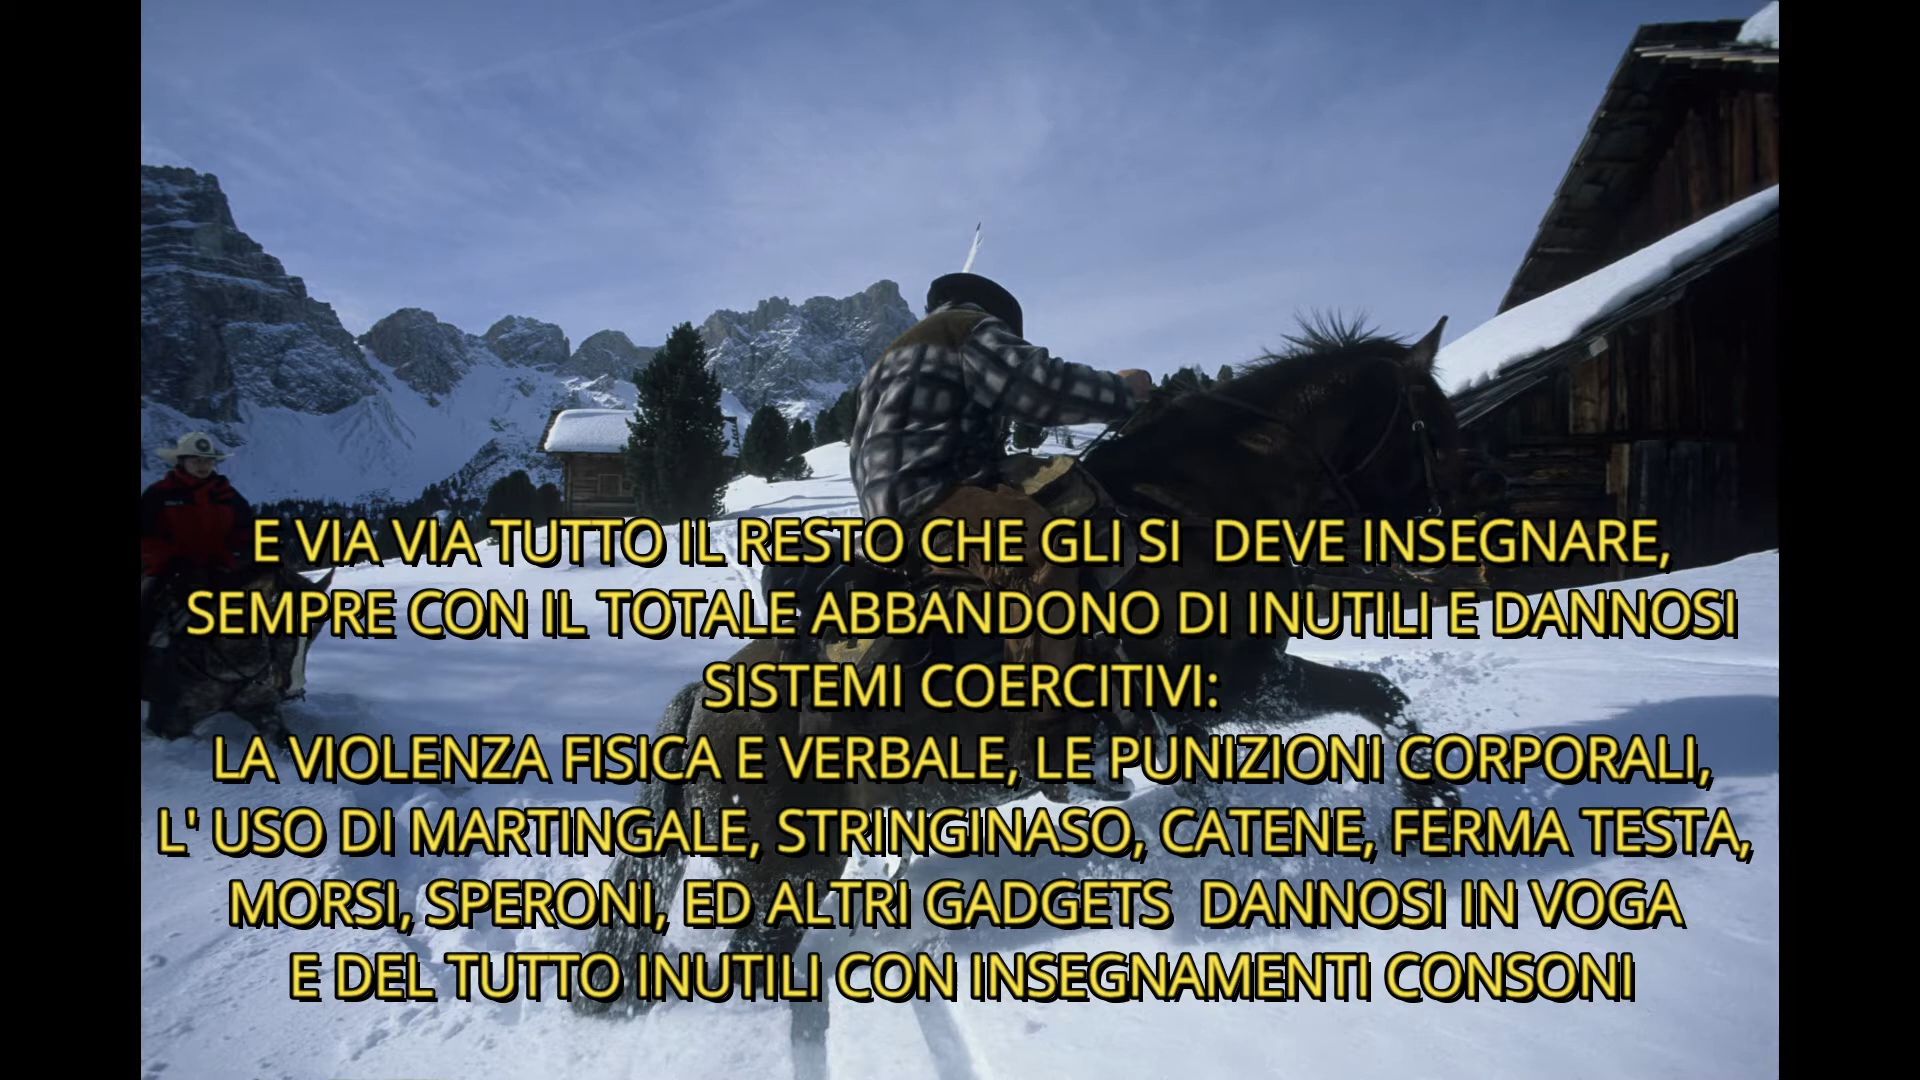 E VIA VIA TUTTO IL RESTO CHE GLI SI  DEVE INSEGNARE,
SEMPRE CON IL TOTALE ABBANDONO DI INUTILI E DANNOSI
SISTEMI COERCITIVI:
LA VIOLENZA FISICA E VERBALE, LE PUNIZIONI CORPORALI,
L' USO DI MARTINGALE, STRINGINASO, CATENE, FERMA TESTA,
MORSI, SPERONI, ED ALTRI GADGETS  DANNOSI IN VOGA
E DEL TUTTO INUTILI CON INSEGNAMENTI CONSONI